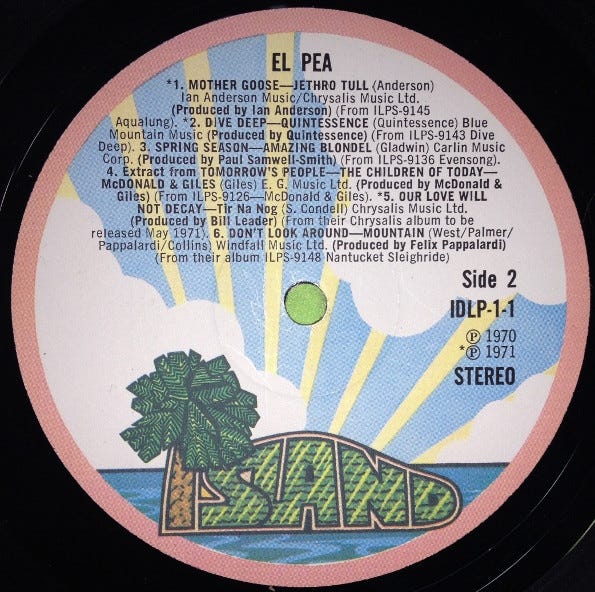 EL PEA
*1. MOTHER GOOSE—JETHRO TULL (Anderson)
Ian Anderson Music/Chrysalis Music Ltd.
(Produced by Ian Anderson) (From ILPS-9145
Aqualung). *2. DIVE DEEP—QUINTESSENCE (Quintessence) Blue
Mountain Music (Produced by Quintessence) (From ILPS-9143 Dive
Deep). 3. SPRING SEASON—AMAZING BLONDEL (Gladwin) Carlin Music
Corp. (Produced by Paul Samwell-Smith) (From ILPS-9136 Evensong).
4. Extract from TOMORROW'S PEOPLE—THE CHILDREN OF TODAY—
McDONALD & GILES (Giles) E. G. Music Ltd. (Produced by McDonald &
Giles) (From ILPS-9126—McDonald & Giles). *5. OUR LOVE WILL
NOT DECAY—Tir Na Nog (S. Condell) Chrysalis Music Ltd.
(Produced by Bill Leader) (From their Chrysalis album to be
released May 1971). 6. DON'T LOOK AROUND—MOUNTAIN (West/Palmer/
Pappalardi/Collins) Windfall Music Ltd. (Produced by Felix Pappalardi)
(From their album ILPS-9148 Nantucket Sleighride)
Side 2
IDLP-1-1
℗ 1970
*℗ 1971
STEREO
ISLAND